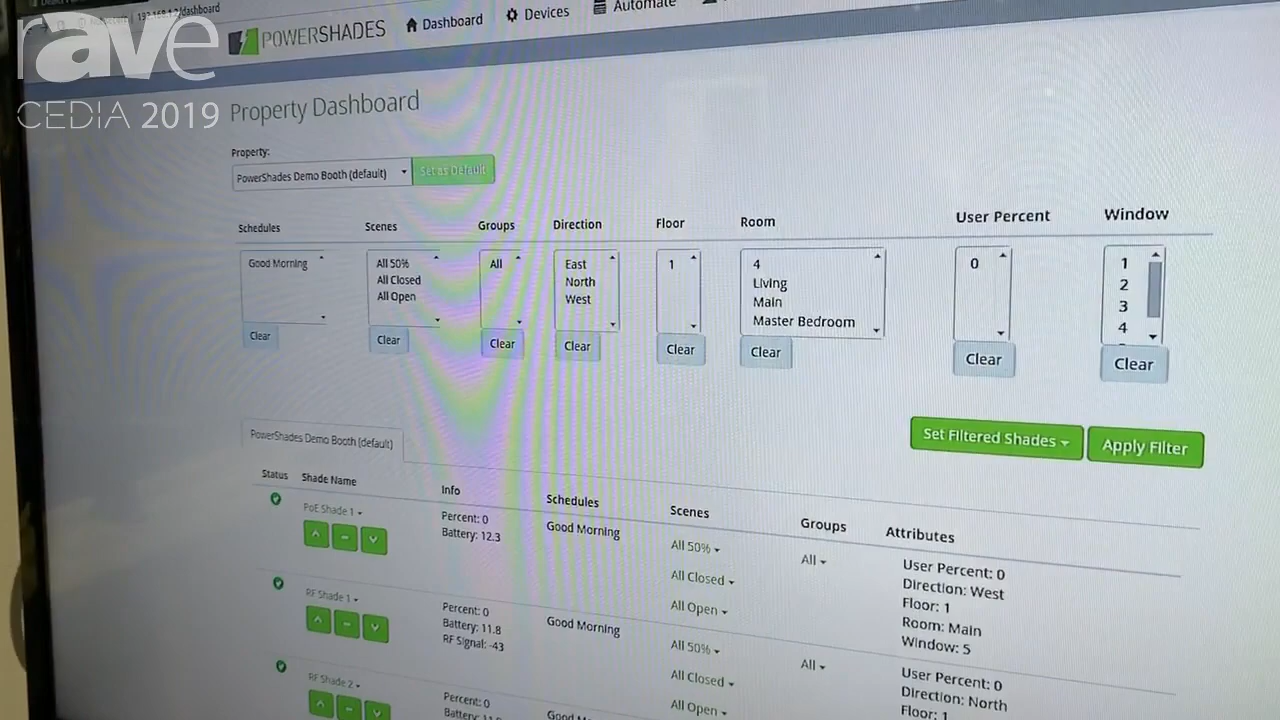 192.168.1.2/dashboard
rave
CEDIA 2019
POWERSHADES
Dashboard
Devices
Automate
Property Dashboard
Property:
PowerShades Demo Booth (default)
Set as Default
Schedules
Scenes
Groups
Direction
Floor
Room
User Percent
Window
Good Morning
All 50%
All Closed
All Open
All
East
North
West
1
4
Living
Main
Master Bedroom
0
1
2
3
4
Clear
Clear
Clear
Clear
Clear
Clear
Clear
Clear
Set Filtered Shades
Apply Filter
PowerShades Demo Booth (default)
Status
Shade Name
Info
Schedules
Scenes
Groups
Attributes
PoE Shade 1
Percent: 0
Battery: 12.3
Good Morning
All 50%
All Closed
All Open
All
User Percent: 0
Direction: West
Floor: 1
Room: Main
Window: 5
RF Shade 1
Percent: 0
Battery: 11.8
RF Signal: -43
Good Morning
All 50%
All Closed
All Open
All
User Percent: 0
Direction: North
Floor: 1
RF Shade 2
Percent: 0
Battery: